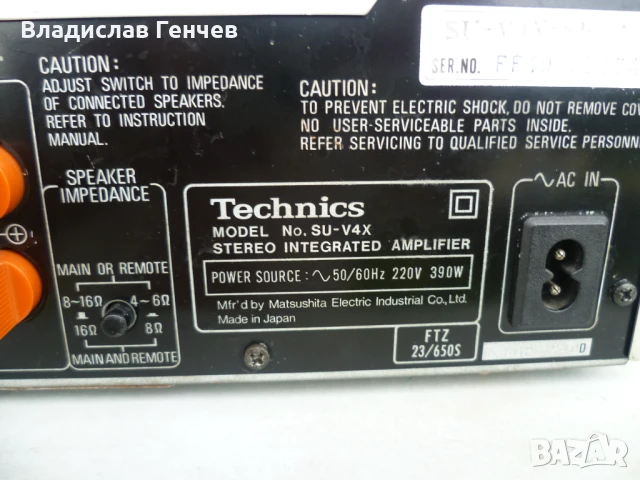 Владислав Генчев
CAUTION:
ADJUST SWITCH TO IMPEDANCE
OF CONNECTED SPEAKERS.
REFER TO INSTRUCTION
MANUAL.
SER.NO.
CAUTION:
TO PREVENT ELECTRIC SHOCK, DO NOT REMOVE
NO USER-SERVICEABLE PARTS INSIDE.
REFER SERVICING TO QUALIFIED SERVICE
SPEAKER
IMPEDANCE
MAIN OR REMOTE
8~16Ω 4~6Ω
16Ω 8Ω
MAIN AND REMOTE
Technics
MODEL No. SU-V4X
STEREO INTEGRATED AMPLIFIER
POWER SOURCE: ∿50/60Hz 220V 390W
Mfr'd by Matsushita Electric Industrial Co., Ltd.
Made in Japan
FTZ
23/650S
∿ AC IN
BAZAR